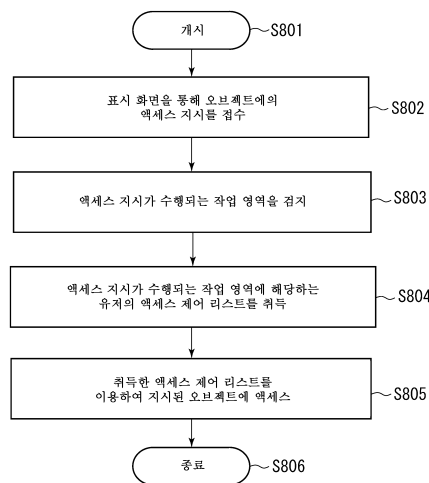 개시
S801
표시 화면을 통해 오브젝트에의
액세스 지시를 접수
S802
액세스 지시가 수행되는 작업 영역을 검지
S803
액세스 지시가 수행되는 작업 영역에 해당하는
유저의 액세스 제어 리스트를 취득
S804
취득한 액세스 제어 리스트를
이용하여 지시된 오브젝트에 액세스
S805
종료
S806